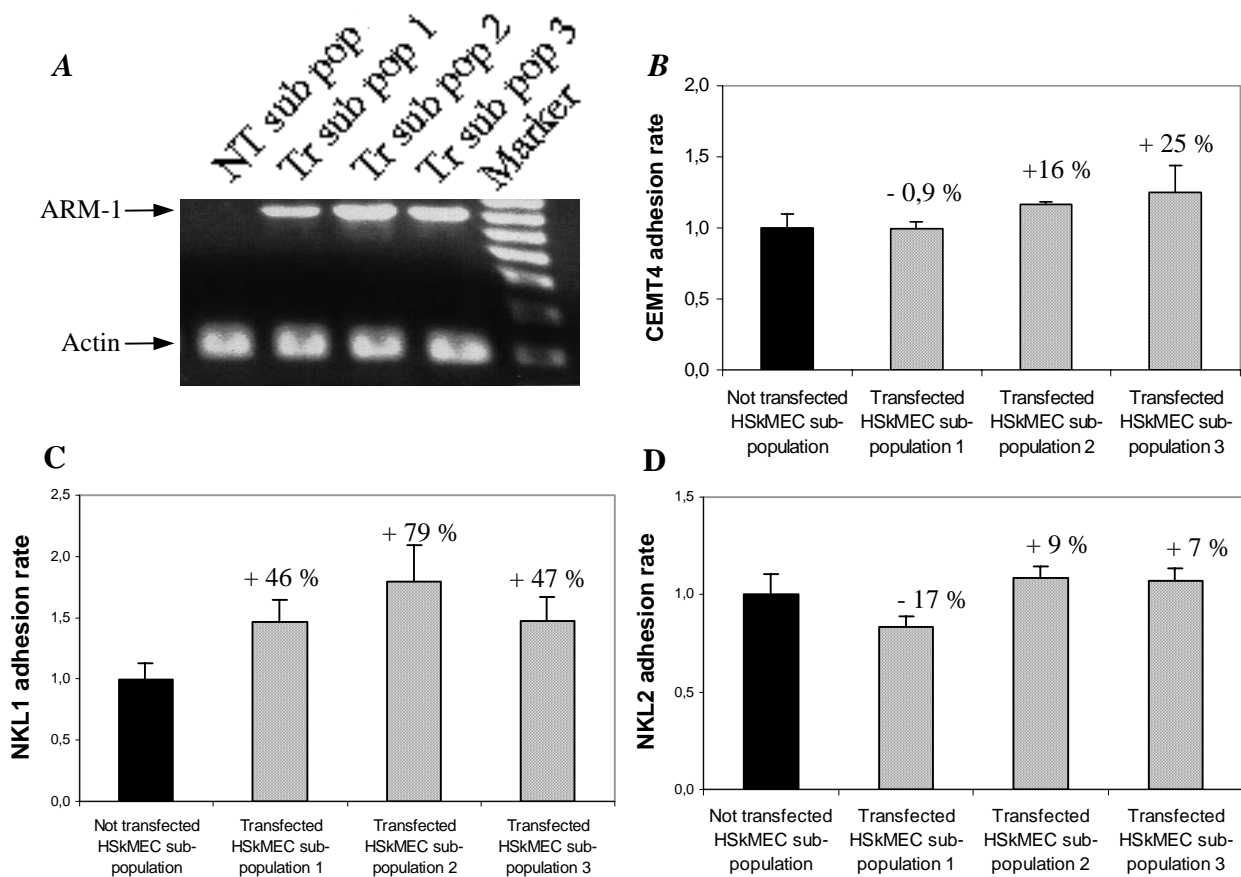 A
NT sub pop
Tr sub pop 1
Tr sub pop 2
Tr sub pop 3
Marker
ARM-1
Actin
B
CEMT4 adhesion rate
2,0
1,5
1,0
0,5
0,0
- 0,9 %
+16 %
+ 25 %
Not transfected
HSkMEC sub-
population
Transfected
HSkMEC sub-
population 1
Transfected
HSkMEC sub-
population 2
Transfected
HSkMEC sub-
population 3
C
NKL1 adhesion rate
2,5
2,0
1,5
1,0
0,5
0,0
+ 46 %
+ 79 %
+ 47 %
Not transfected
HSkMEC sub-
population
Transfected
HSkMEC sub-
population 1
Transfected
HSkMEC sub-
population 2
Transfected
HSkMEC sub-
population 3
D
NKL2 adhesion rate
1,5
1,0
0,5
0,0
- 17 %
+ 9 %
+ 7 %
Not transfected
HSkMEC sub-
population
Transfected
HSkMEC sub-
population 1
Transfected
HSkMEC sub-
population 2
Transfected
HSkMEC sub-
population 3